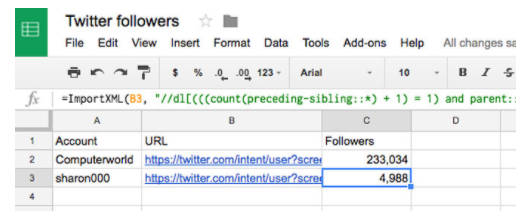 Twitter followers
File Edit View Insert Format Data Tools Add-ons Help All changes sa
$ % .0 .00 123 Arial 10 B I S
fx =ImportXML(B3, "//dl[(((count(preceding-sibling::*) + 1) = 1) and parent::
A B C D
1 Account URL Followers
2 Computerworld https://twitter.com/intent/user?scree 233,034
3 sharon000 https://twitter.com/intent/user?scree 4,988
4